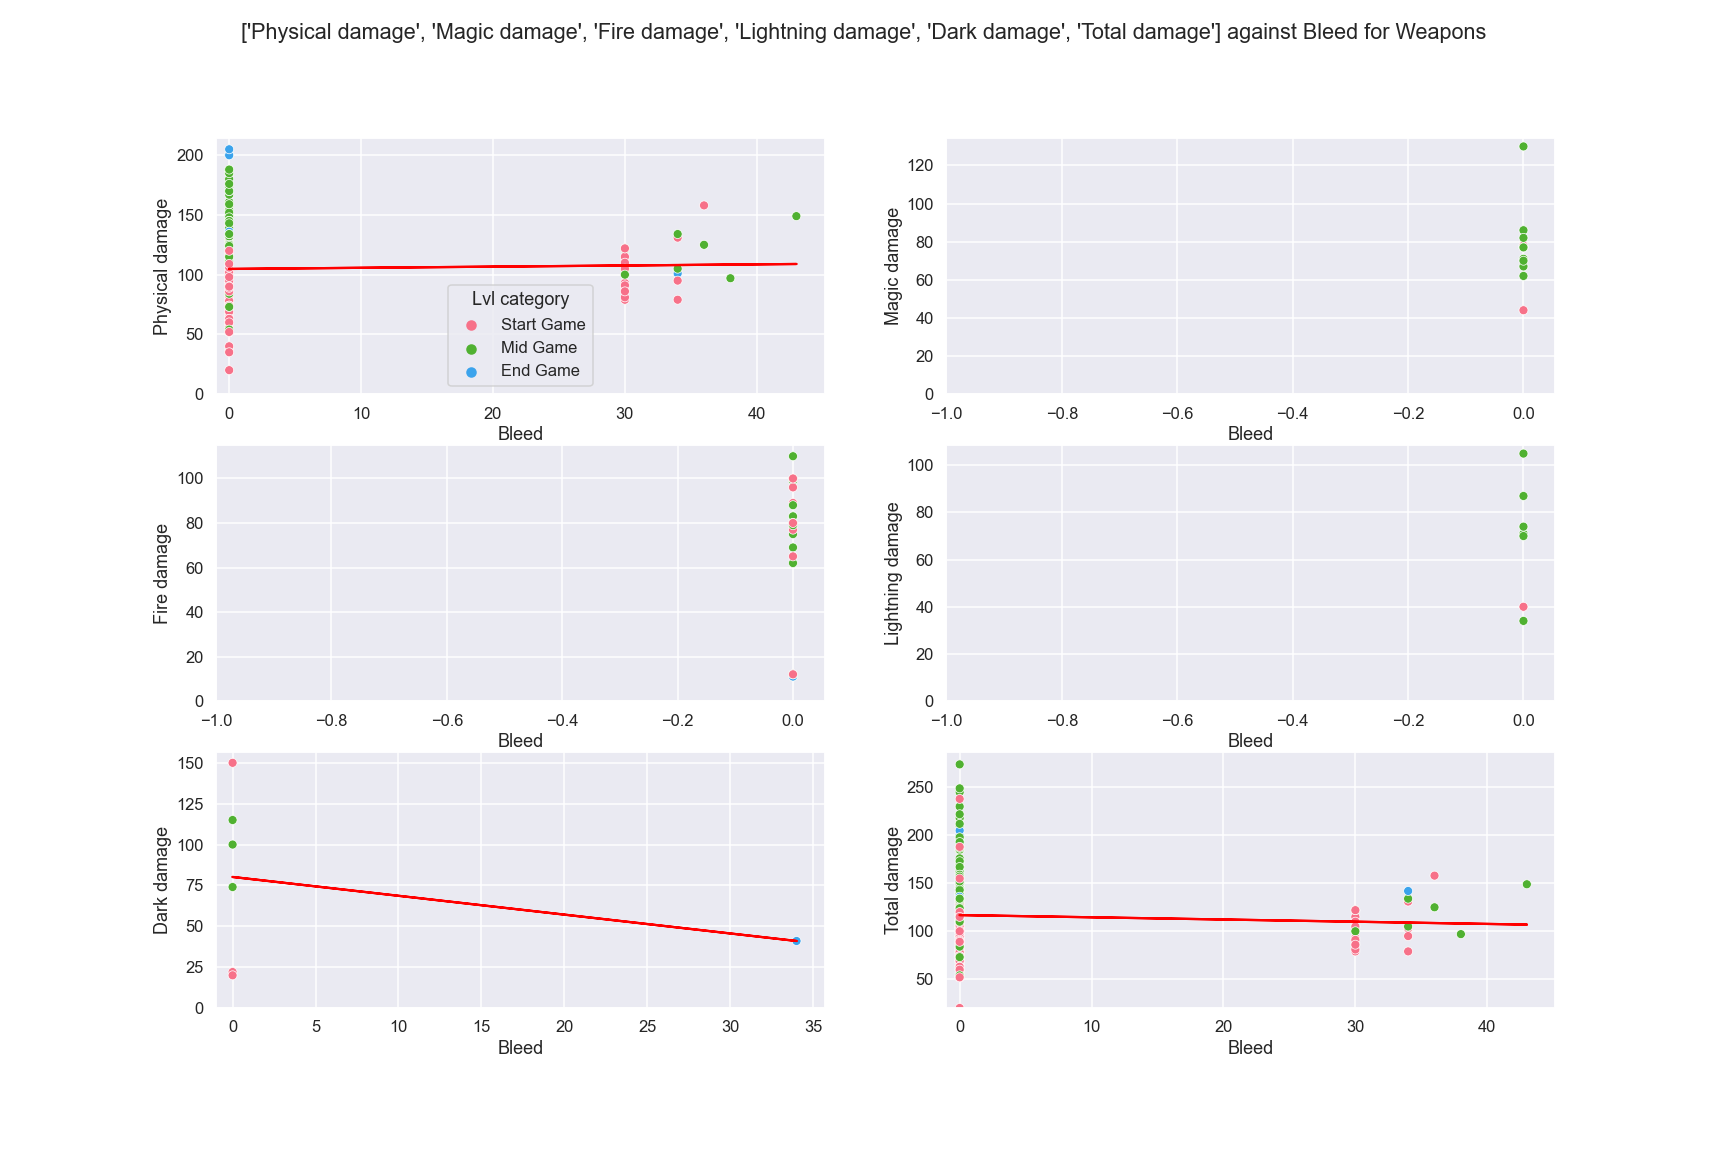 ['Physical damage', 'Magic damage', 'Fire damage', 'Lightning damage', 'Dark damage', 'Total damage'] against Bleed for Weapons
Physical damage
200
150
100
50
0
0 10 20 30 40
Bleed
Lvl category
Start Game
Mid Game
End Game
Magic damage
120
100
80
60
40
20
0
−1.0 −0.8 −0.6 −0.4 −0.2 0.0
Bleed
Fire damage
100
80
60
40
20
0
−1.0 −0.8 −0.6 −0.4 −0.2 0.0
Bleed
Lightning damage
100
80
60
40
20
0
−1.0 −0.8 −0.6 −0.4 −0.2 0.0
Bleed
Dark damage
150
125
100
75
50
25
0
0 5 10 15 20 25 30 35
Bleed
Total damage
250
200
150
100
50
0 10 20 30 40
Bleed